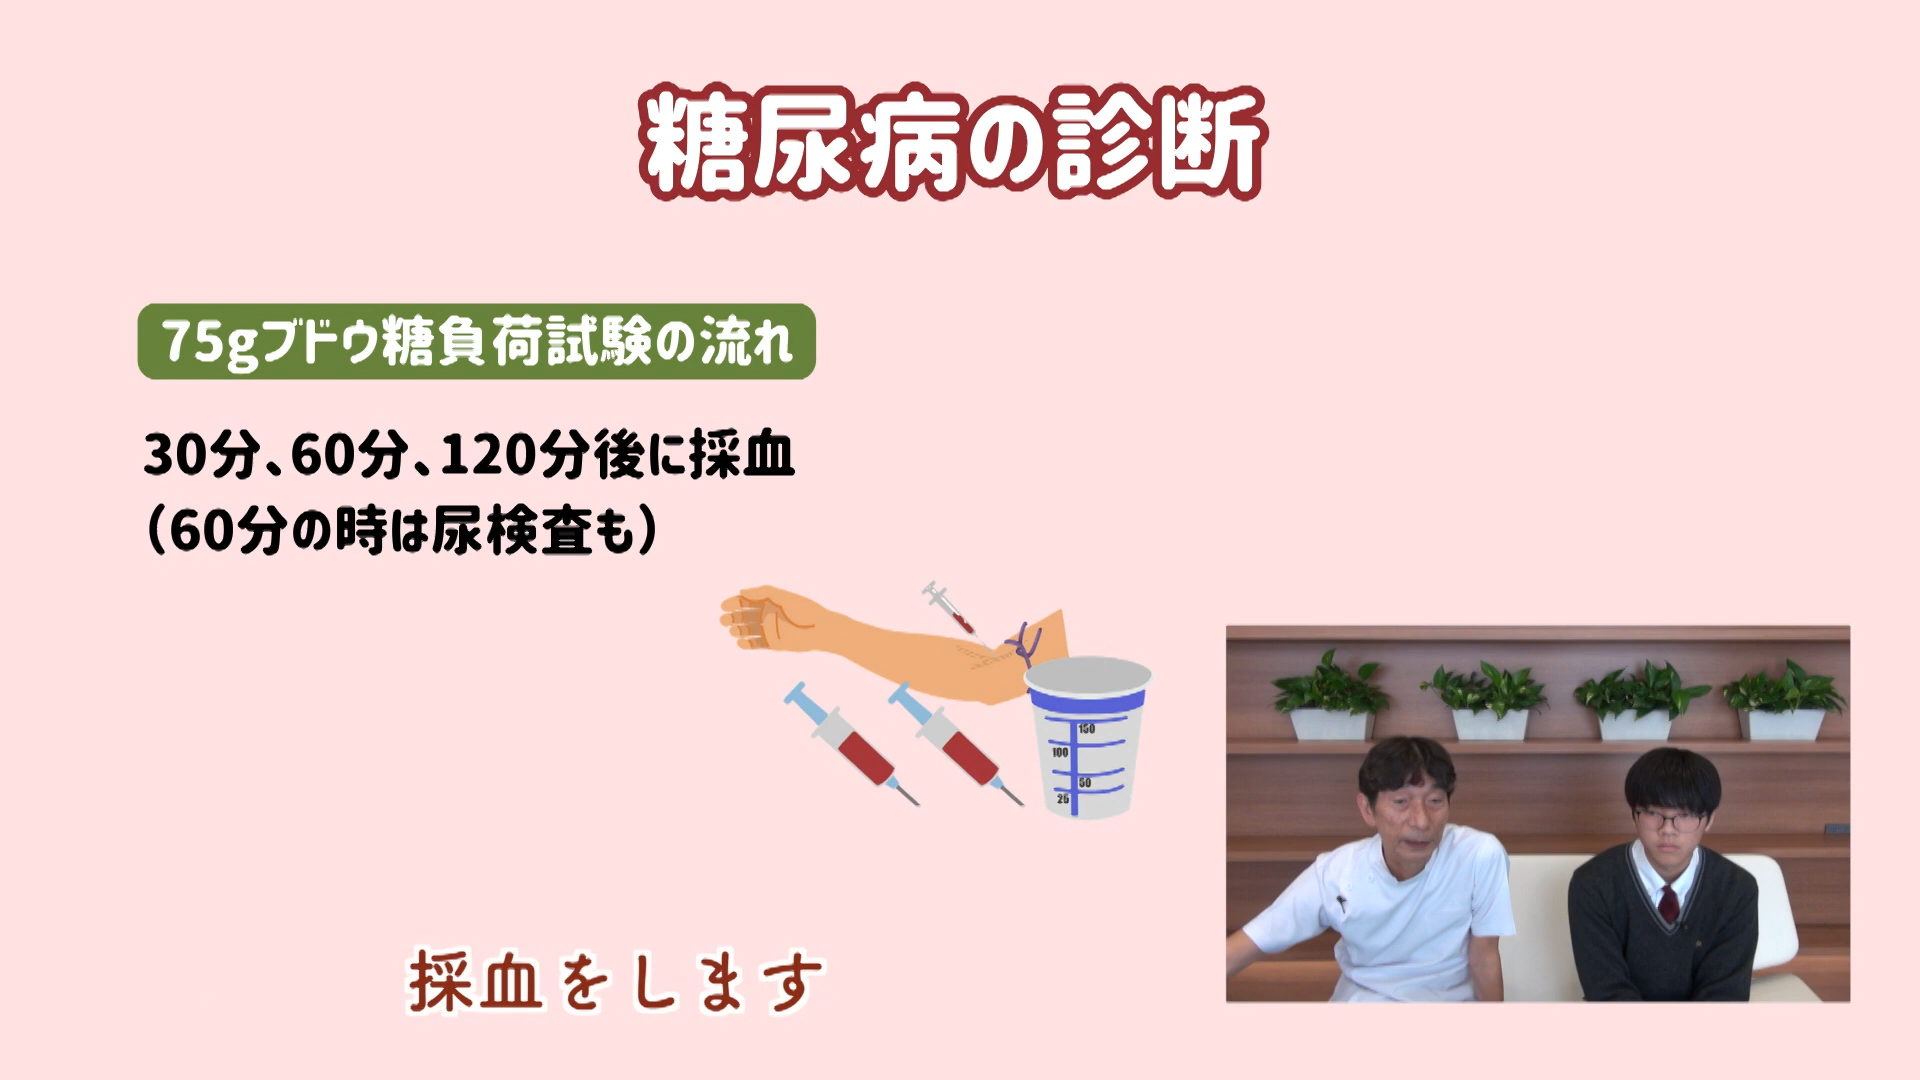 糖尿病の診断
75gブドウ糖負荷試験の流れ
30分、60分、120分後に採血
（60分の時は尿検査も）
150
100
50
25
採血をします